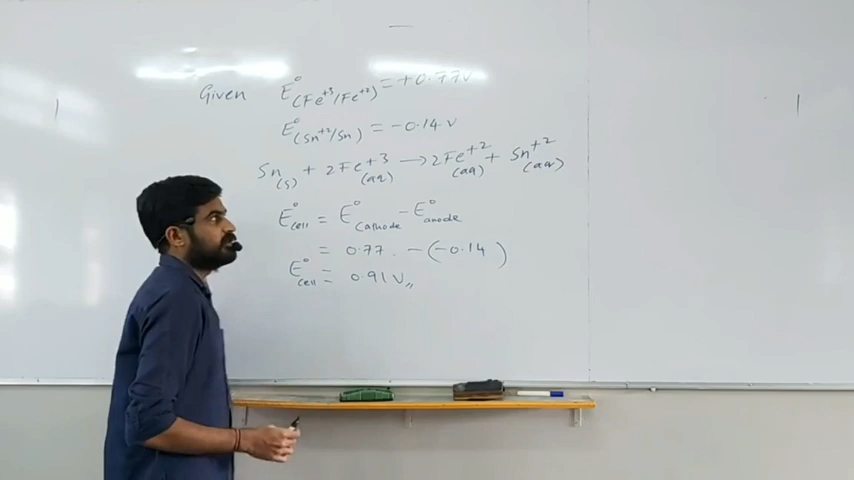 Given E°(Fe+3/Fe+2) = +0.77V
E°(Sn+2/Sn) = -0.14 V
Sn(s) + 2Fe+3(aq) → 2Fe+2(aq) + Sn+2(aq)
E°cell = E°Cathode - E°anode
= 0.77 - (-0.14)
E°cell = 0.91 V,,